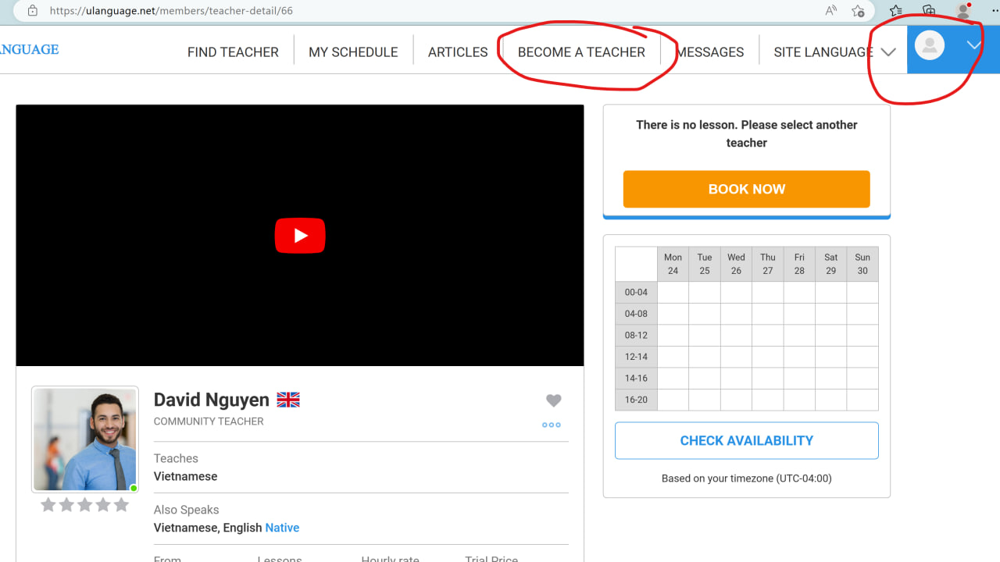 https://ulanguage.net/members/teacher-detail/66
ANGUAGE
FIND TEACHER
MY SCHEDULE
ARTICLES
BECOME A TEACHER
MESSAGES
SITE LANGUAGE
There is no lesson. Please select another
teacher
BOOK NOW
Mon Tue Wed Thu Fri Sat Sun
24 25 26 27 28 29 30
00-04
04-08
08-12
12-14
14-16
16-20
CHECK AVAILABILITY
Based on your timezone (UTC-04:00)
David Nguyen
COMMUNITY TEACHER
Teaches
Vietnamese
Also Speaks
Vietnamese, English Native
From Lessons Hourly rate Trial Price